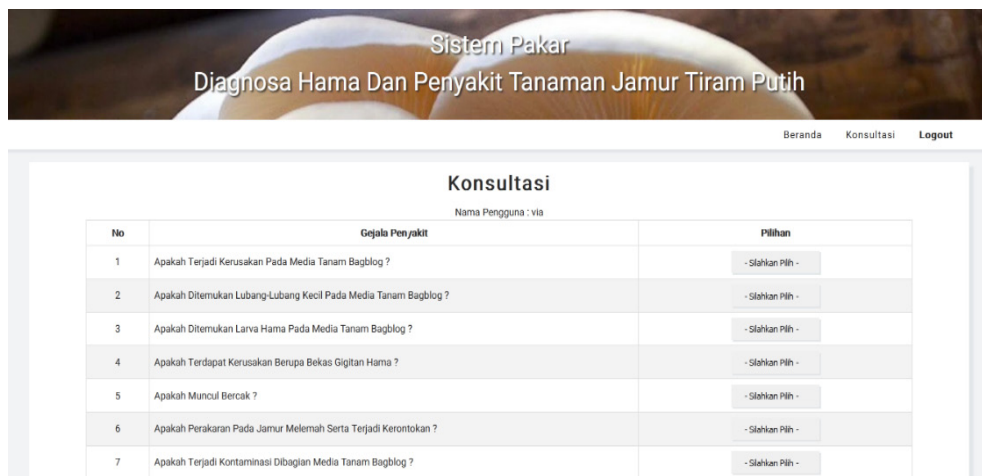 Sistem Pakar
Diagnosa Hama Dan Penyakit Tanaman Jamur Tiram Putih
Beranda Konsultasi Logout
Konsultasi
Nama Pengguna : via
No Gejala Penyakit Pilihan
1 Apakah Terjadi Kerusakan Pada Media Tanam Bagblog ? - Silahkan Pilih -
2 Apakah Ditemukan Lubang-Lubang Kecil Pada Media Tanam Bagblog ? - Silahkan Pilih -
3 Apakah Ditemukan Larva Hama Pada Media Tanam Bagblog ? - Silahkan Pilih -
4 Apakah Terdapat Kerusakan Berupa Bekas Gigitan Hama ? - Silahkan Pilih -
5 Apakah Muncul Bercak ? - Silahkan Pilih -
6 Apakah Perakaran Pada Jamur Melemah Serta Terjadi Kerontokan ? - Silahkan Pilih -
7 Apakah Terjadi Kontaminasi Dibagian Media Tanam Bagblog ? - Silahkan Pilih -